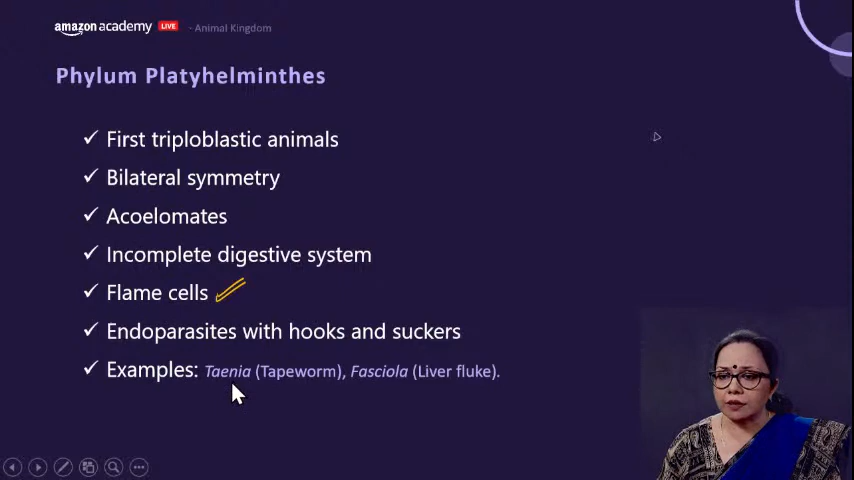 amazon academy LIVE - Animal Kingdom
Phylum Platyhelminthes
✓ First triploblastic animals
✓ Bilateral symmetry
✓ Acoelomates
✓ Incomplete digestive system
✓ Flame cells
✓ Endoparasites with hooks and suckers
✓ Examples: Taenia (Tapeworm), Fasciola (Liver fluke).